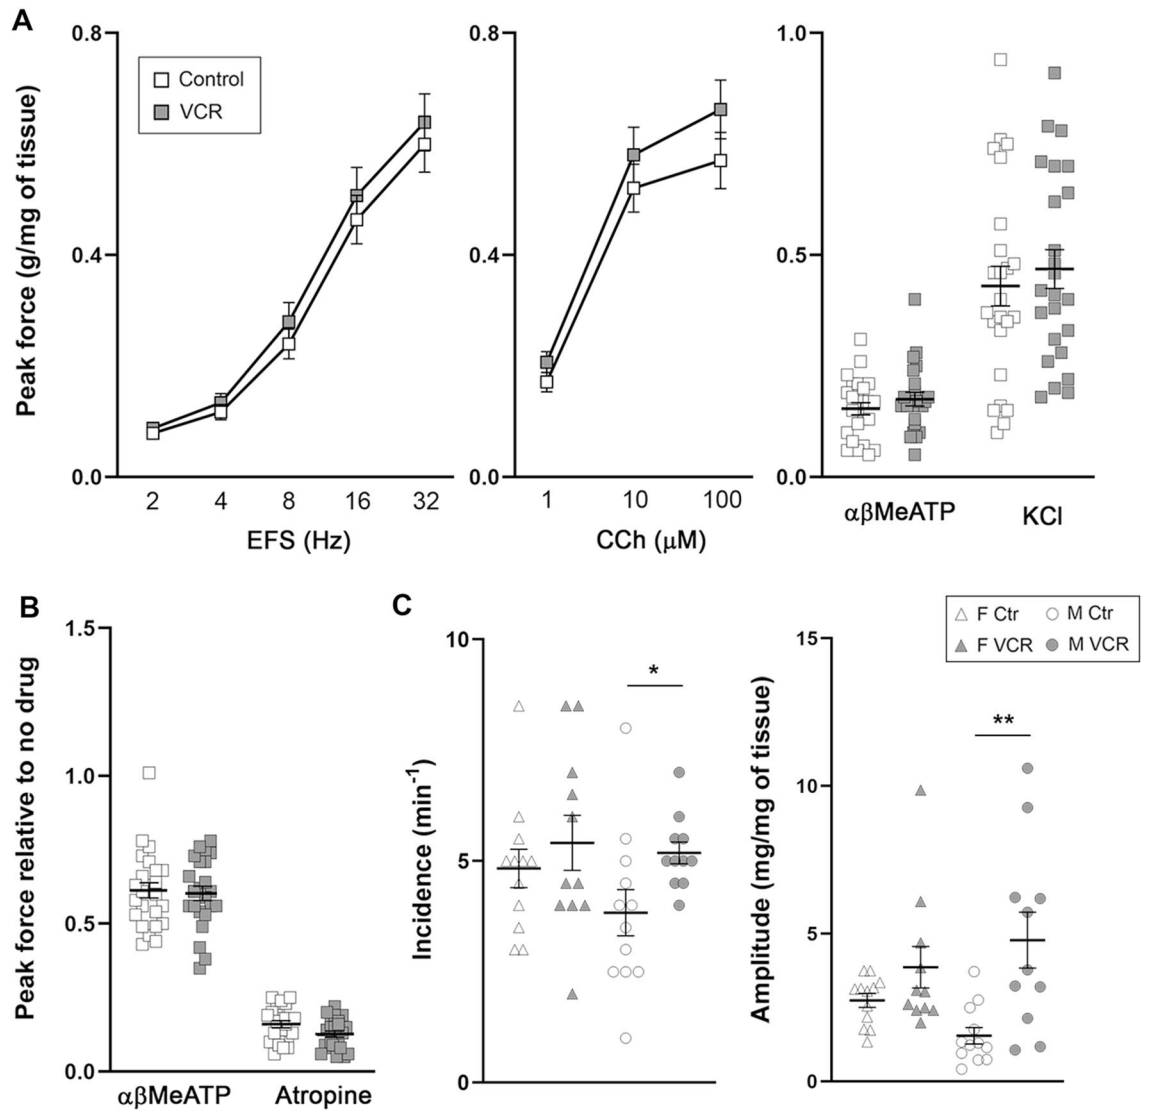 A
Peak force (g/mg of tissue)
0.8
0.4
0.0
Control
VCR
2 4 8 16 32
EFS (Hz)
0.8
0.4
0.0
1 10 100
CCh (μM)
1.0
0.5
0.0
αβMeATP KCl
B
Peak force relative to no drug
1.5
1.0
0.5
0.0
αβMeATP Atropine
C
Incidence (min-1)
10
5
0
*
F Ctr M Ctr
F VCR M VCR
Amplitude (mg/mg of tissue)
15
10
5
0
**